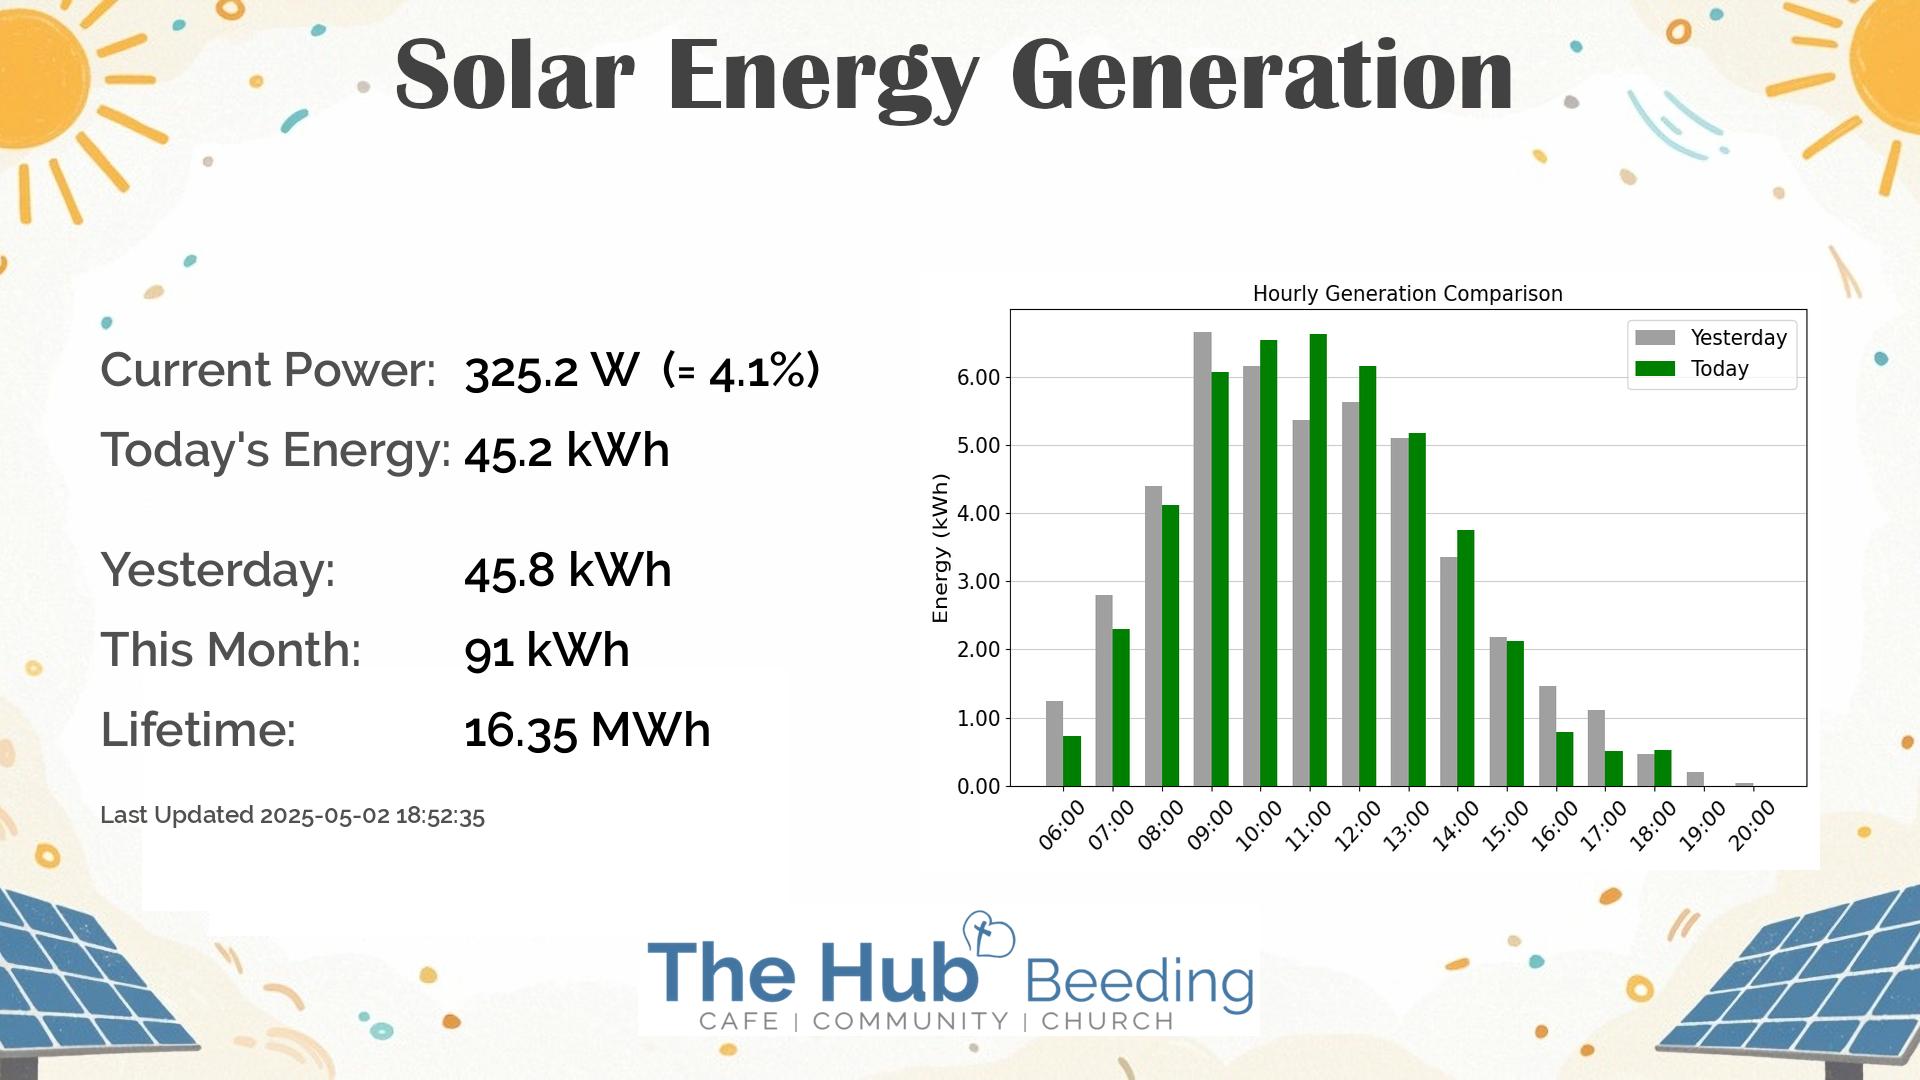 Solar Energy Generation
Current Power: 325.2 W (= 4.1%)
Today's Energy: 45.2 kWh
Yesterday: 45.8 kWh
This Month: 91 kWh
Lifetime: 16.35 MWh
Last Updated 2025-05-02 18:52:35
Hourly Generation Comparison
Yesterday
Today
Energy (kWh)
6.00
5.00
4.00
3.00
2.00
1.00
0.00
06:00 07:00 08:00 09:00 10:00 11:00 12:00 13:00 14:00 15:00 16:00 17:00 18:00 19:00 20:00
The Hub Beeding
CAFE | COMMUNITY | CHURCH